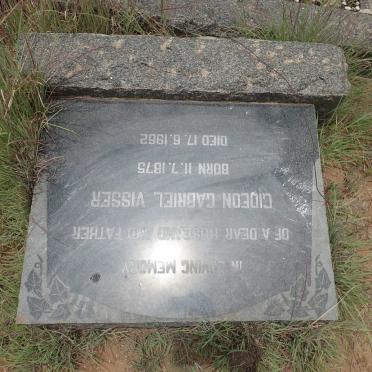 IN LOVING MEMORY
OF A DEAR HUSBAND AND FATHER
GIDEON GABRIEL VISSER
BORN 11.7.1875
DIED 17.6.1962